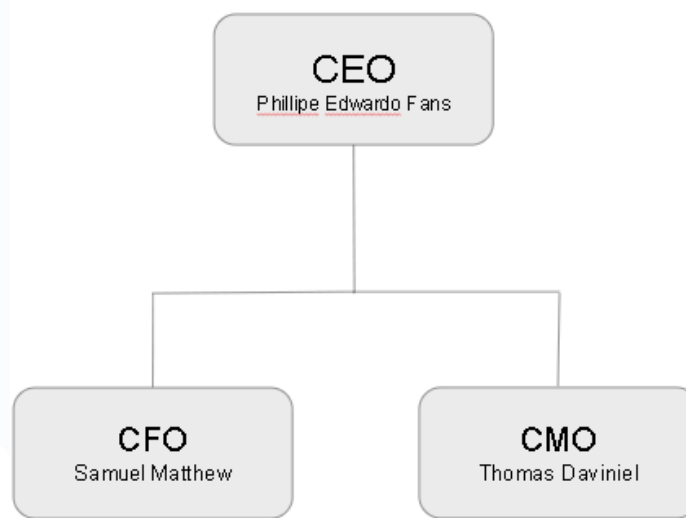 CEO
Phillipe Edwardo Fans
CFO
Samuel Matthew
CMO
Thomas Daviniel